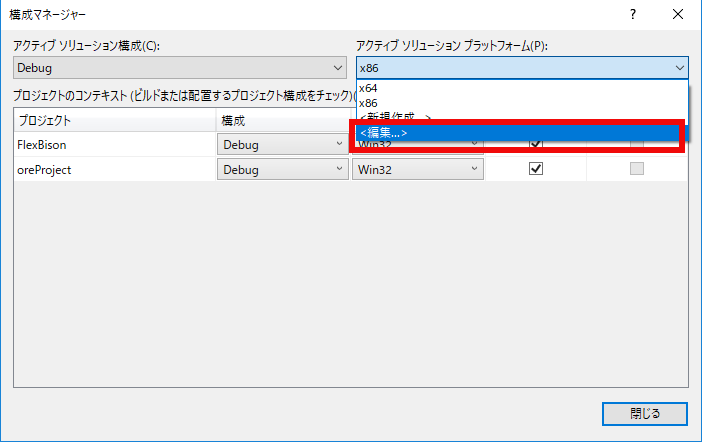 構成マネージャー
アクティブ ソリューション構成(C):
アクティブ ソリューション プラットフォーム(P):
Debug
x86
x64
x86
<新規作成...>
<編集...>
プロジェクトのコンテキスト (ビルドまたは配置するプロジェクト構成をチェック)(
プロジェクト
構成
FlexBison
Debug
Win32
oreProject
Debug
Win32
閉じる